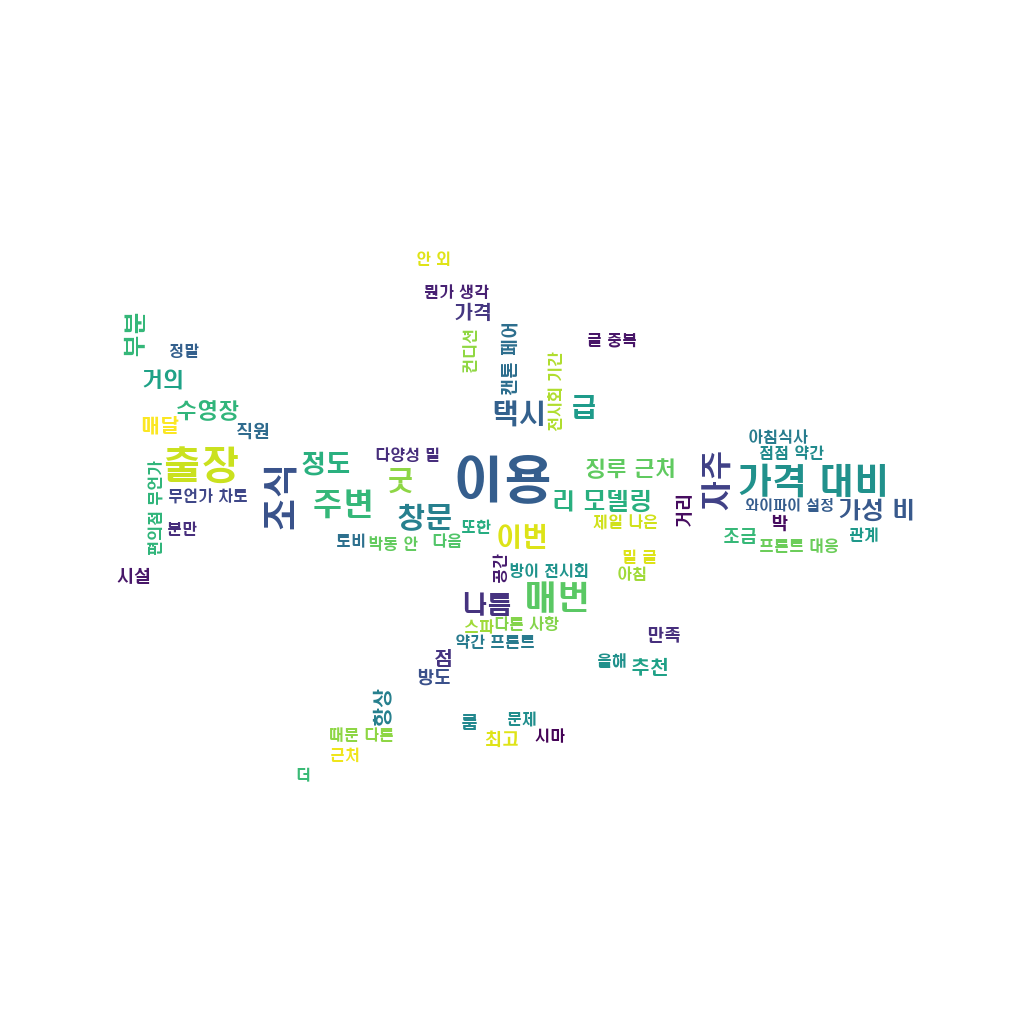 안 외
뭔가 생각
가격
부문
컨디션
캔톤 페어
글 중복
정말
전시회 기간
거의
수영장
택시
급
매달
직원
아침식사
출장
정도
다양성 밀
이용
징루 근처
자주
점점 약간
가격 대비
무언가 차토
조식
주변
굿
리 모델링
와이파이 설정
가성 비
편의점 무언가
분만
창문
또한
제일 나은
거리
박
토비
박동 안
다음
이번
조금
프론트 대응
관계
밀 글
시설
공간
방이 전시회
아침
나름
매번
스파
다른 사항
약간 프론트
만족
점
방도
올해
추천
항상
룸
문제
때문 다른
최고
시마
근처
더